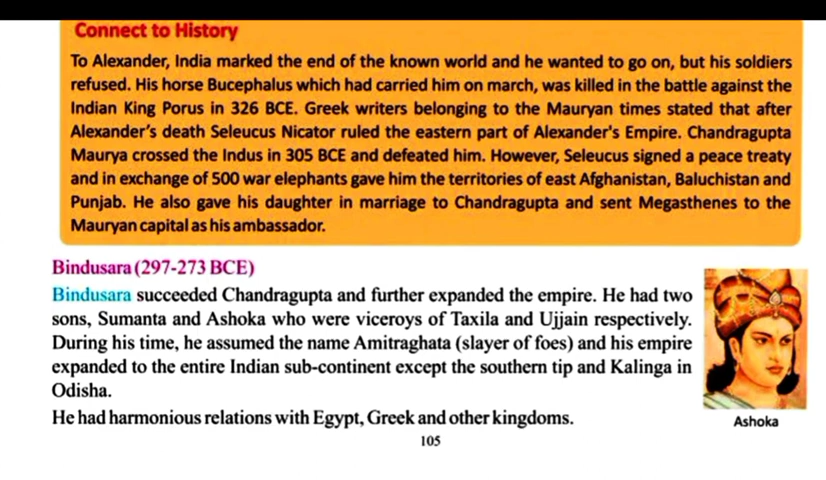 Connect to History
To Alexander, India marked the end of the known world and he wanted to go on, but his soldiers
refused. His horse Bucephalus which had carried him on march, was killed in the battle against the
Indian King Porus in 326 BCE. Greek writers belonging to the Mauryan times stated that after
Alexander's death Seleucus Nicator ruled the eastern part of Alexander's Empire. Chandragupta
Maurya crossed the Indus in 305 BCE and defeated him. However, Seleucus signed a peace treaty
and in exchange of 500 war elephants gave him the territories of east Afghanistan, Baluchistan and
Punjab. He also gave his daughter in marriage to Chandragupta and sent Megasthenes to the
Mauryan capital as his ambassador.
Bindusara (297-273 BCE)
Bindusara succeeded Chandragupta and further expanded the empire. He had two
sons, Sumanta and Ashoka who were viceroys of Taxila and Ujjain respectively.
During his time, he assumed the name Amitraghata (slayer of foes) and his empire
expanded to the entire Indian sub-continent except the southern tip and Kalinga in
Odisha.
He had harmonious relations with Egypt, Greek and other kingdoms.
Ashoka
105